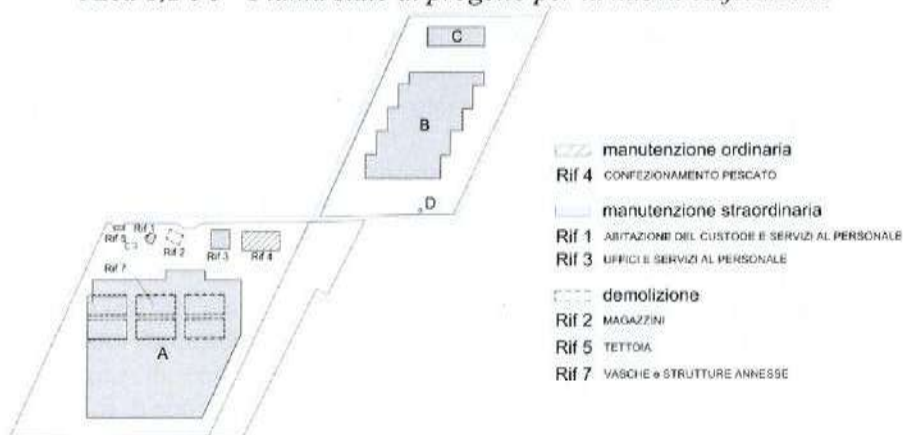 C
B
D
manutenzione ordinaria
Rif 4 CONFEZIONAMENTO PESCATO
manutenzione straordinaria
Rif 1 ABITAZIONE DEL CUSTODE E SERVIZI AL PERSONALE
Rif 3 UFFICI E SERVIZI AL PERSONALE
demolizione
Rif 2 MAGAZZINI
Rif 5 TETTOIA
Rif 7 VASCHE e STRUTTURE ANNESSE
Rif 1
Rif 5
Rif 2
Rif 3
Rif 4
Rif 7
A